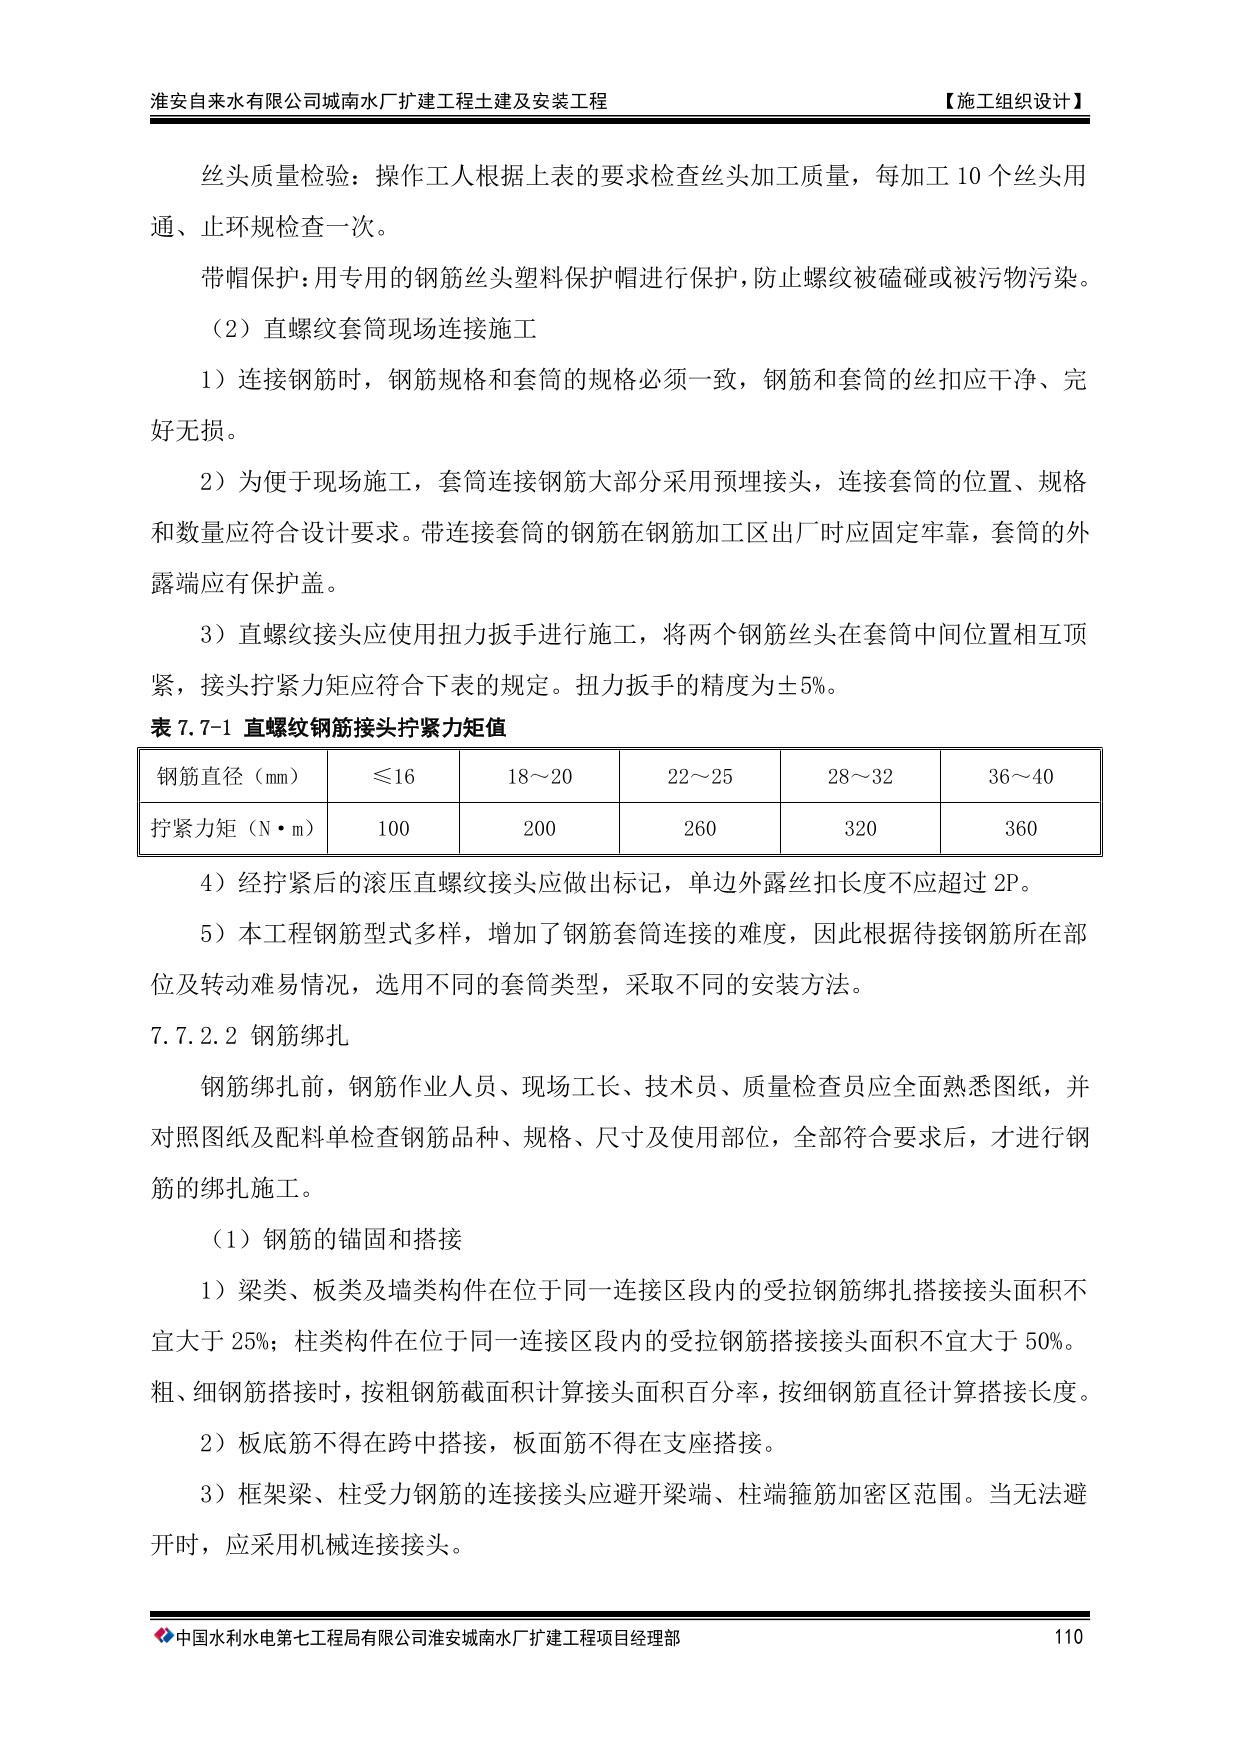 淮安自来水有限公司城南水厂扩建工程土建及安装工程 【施工组织设计】
丝头质量检验：操作工人根据上表的要求检查丝头加工质量，每加工 10 个丝头用
通、止环规检查一次。
带帽保护：用专用的钢筋丝头塑料保护帽进行保护，防止螺纹被磕碰或被污物污染。
（2）直螺纹套筒现场连接施工
1）连接钢筋时，钢筋规格和套筒的规格必须一致，钢筋和套筒的丝扣应干净、完
好无损。
2）为便于现场施工，套筒连接钢筋大部分采用预埋接头，连接套筒的位置、规格
和数量应符合设计要求。带连接套筒的钢筋在钢筋加工区出厂时应固定牢靠，套筒的外
露端应有保护盖。
3）直螺纹接头应使用扭力扳手进行施工，将两个钢筋丝头在套筒中间位置相互顶
紧，接头拧紧力矩应符合下表的规定。扭力扳手的精度为±5%。
表 7.7-1 直螺纹钢筋接头拧紧力矩值
钢筋直径（mm） ≤16 18～20 22～25 28～32 36～40
拧紧力矩（N·m） 100 200 260 320 360
4）经拧紧后的滚压直螺纹接头应做出标记，单边外露丝扣长度不应超过 2P。
5）本工程钢筋型式多样，增加了钢筋套筒连接的难度，因此根据待接钢筋所在部
位及转动难易情况，选用不同的套筒类型，采取不同的安装方法。
7.7.2.2 钢筋绑扎
钢筋绑扎前，钢筋作业人员、现场工长、技术员、质量检查员应全面熟悉图纸，并
对照图纸及配料单检查钢筋品种、规格、尺寸及使用部位，全部符合要求后，才进行钢
筋的绑扎施工。
（1）钢筋的锚固和搭接
1）梁类、板类及墙类构件在位于同一连接区段内的受拉钢筋绑扎搭接接头面积不
宜大于 25%；柱类构件在位于同一连接区段内的受拉钢筋搭接接头面积不宜大于 50%。
粗、细钢筋搭接时，按粗钢筋截面积计算接头面积百分率，按细钢筋直径计算搭接长度。
2）板底筋不得在跨中搭接，板面筋不得在支座搭接。
3）框架梁、柱受力钢筋的连接接头应避开梁端、柱端箍筋加密区范围。当无法避
开时，应采用机械连接接头。
中国水利水电第七工程局有限公司淮安城南水厂扩建工程项目经理部 110